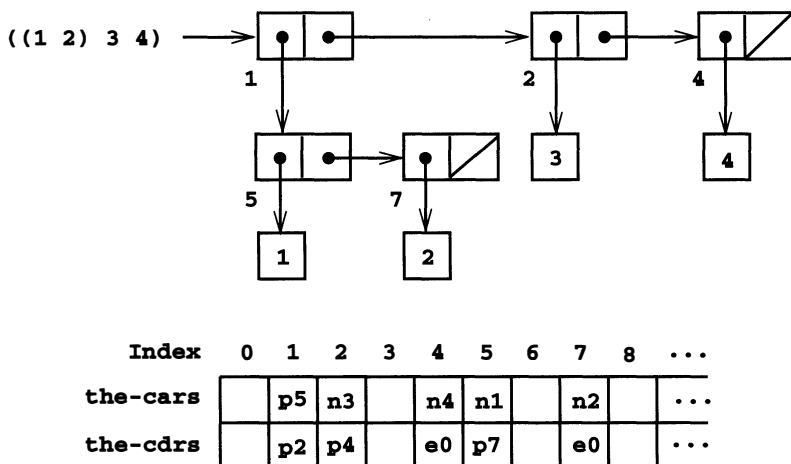 ((1 2) 3 4)
1 2 4
3 4
5 7
1 2
Index 0 1 2 3 4 5 6 7 8 ...
the-cars p5 n3 n4 n1 n2 ...
the-cdrs p2 p4 e0 p7 e0 ...